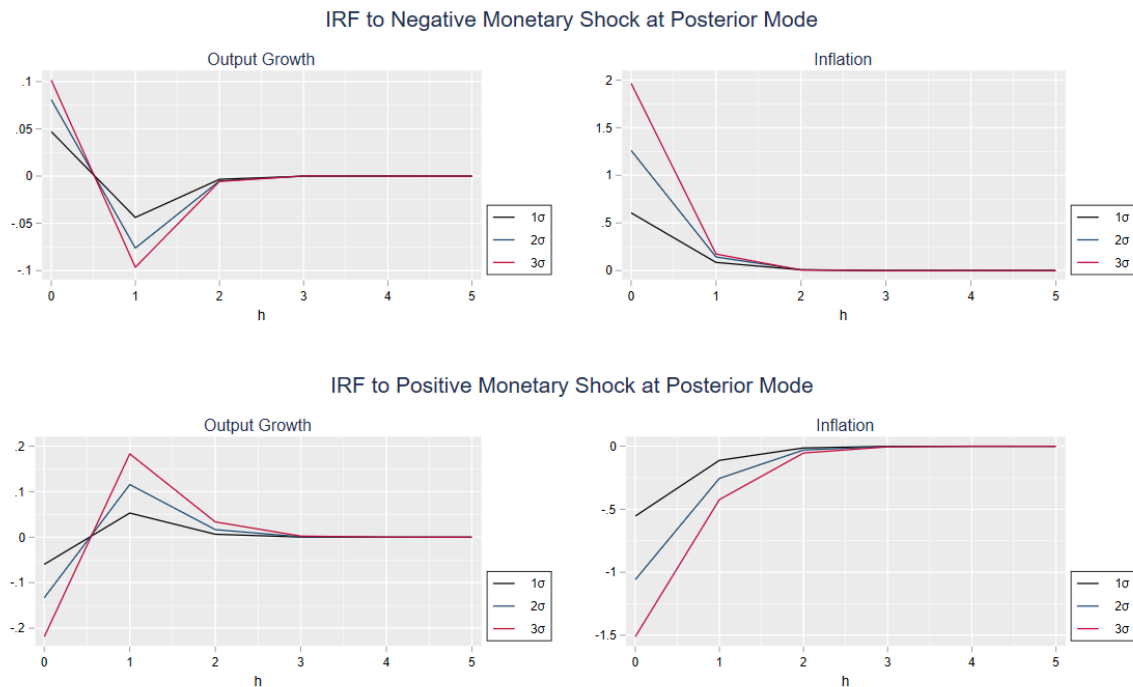 IRF to Negative Monetary Shock at Posterior Mode
Output Growth
.1
.05
0
-.05
-.1
0 1 2 3 4 5
h
1σ
2σ
3σ
Inflation
2
1.5
1
.5
0
0 1 2 3 4 5
h
1σ
2σ
3σ
IRF to Positive Monetary Shock at Posterior Mode
Output Growth
.2
.1
0
-.1
-.2
0 1 2 3 4 5
h
1σ
2σ
3σ
Inflation
0
-.5
-1
-1.5
0 1 2 3 4 5
h
1σ
2σ
3σ